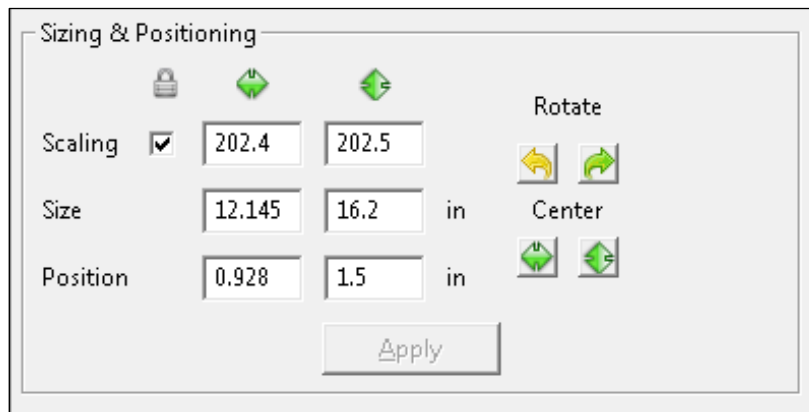 Sizing & Positioning
Rotate
Scaling 202.4 202.5
Size 12.145 16.2 in Center
Position 0.928 1.5 in
Apply